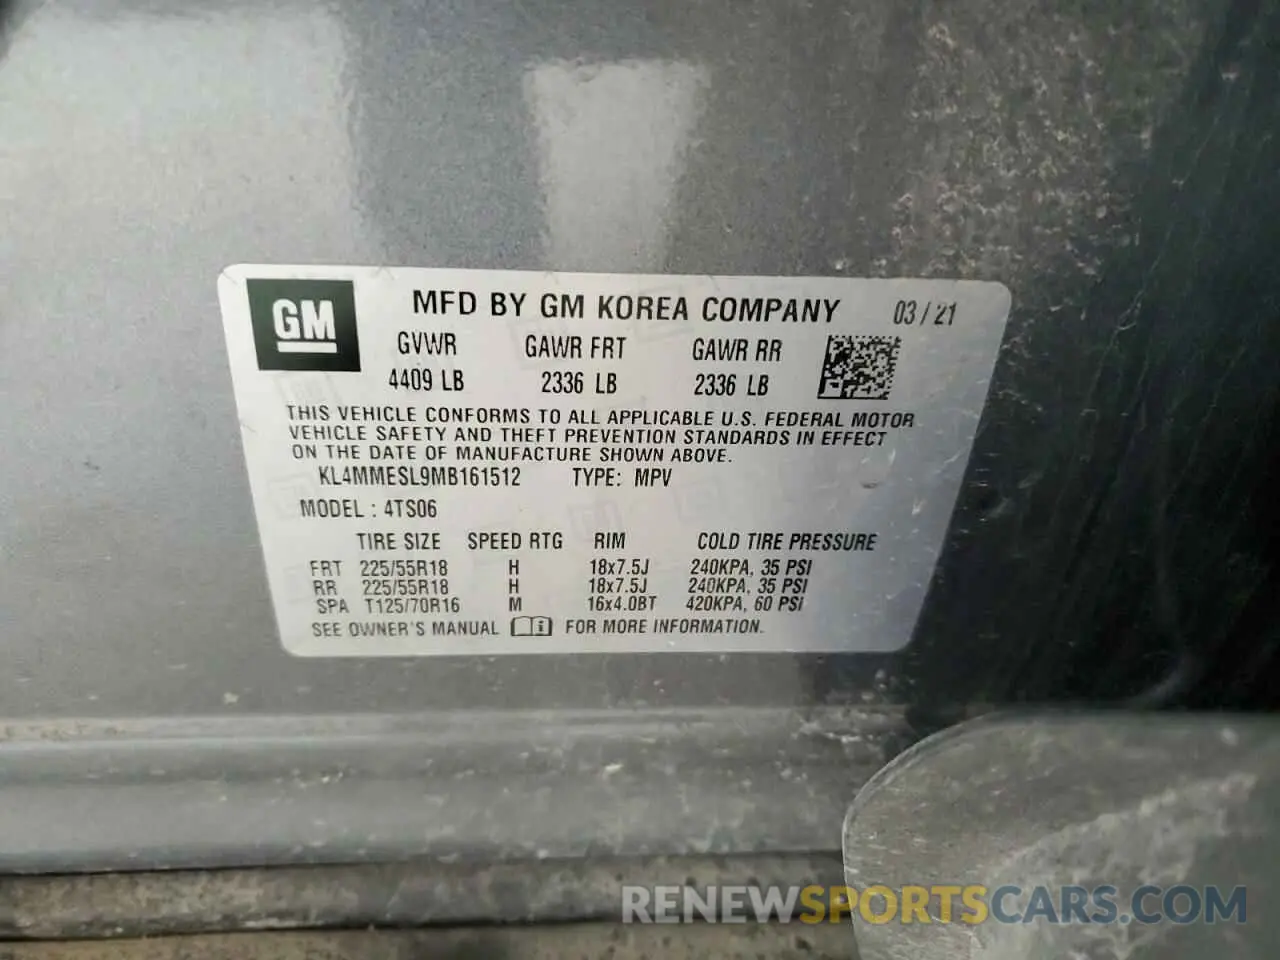 GM
MFD BY GM KOREA COMPANY 03/21
GVWR GAWR FRT GAWR RR
4409 LB 2336 LB 2336 LB
THIS VEHICLE CONFORMS TO ALL APPLICABLE U.S. FEDERAL MOTOR
VEHICLE SAFETY AND THEFT PREVENTION STANDARDS IN EFFECT
ON THE DATE OF MANUFACTURE SHOWN ABOVE.
KL4MMESL9MB161512 TYPE: MPV
MODEL : 4TS06
TIRE SIZE SPEED RTG RIM COLD TIRE PRESSURE
FRT 225/55R18 H 18x7.5J 240KPA, 35 PSI
RR 225/55R18 H 18x7.5J 240KPA, 35 PSI
SPA T125/70R16 M 16x4.0BT 420KPA, 60 PSI
SEE OWNER'S MANUAL FOR MORE INFORMATION.
RENEWSPORTSCARS.COM